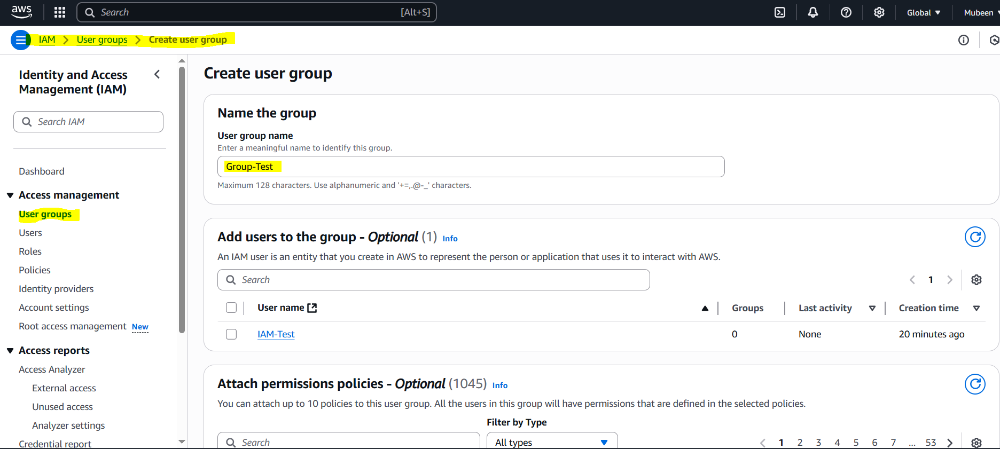 aws Search [Alt+S] Global Mubeen
IAM > User groups > Create user group
Identity and Access
Management (IAM)
Search IAM
Dashboard
Access management
User groups
Users
Roles
Policies
Identity providers
Account settings
Root access management New
Access reports
Access Analyzer
External access
Unused access
Analyzer settings
Credential report
Create user group
Name the group
User group name
Enter a meaningful name to identify this group.
Group-Test
Maximum 128 characters. Use alphanumeric and '+=,.@-_' characters.
Add users to the group - Optional (1) Info
An IAM user is an entity that you create in AWS to represent the person or application that uses it to interact with AWS.
Search
1
User name Groups Last activity Creation time
IAM-Test 0 None 20 minutes ago
Attach permissions policies - Optional (1045) Info
You can attach up to 10 policies to this user group. All the users in this group will have permissions that are defined in the selected policies.
Filter by Type
Search All types 1 2 3 4 5 6 7 ... 53